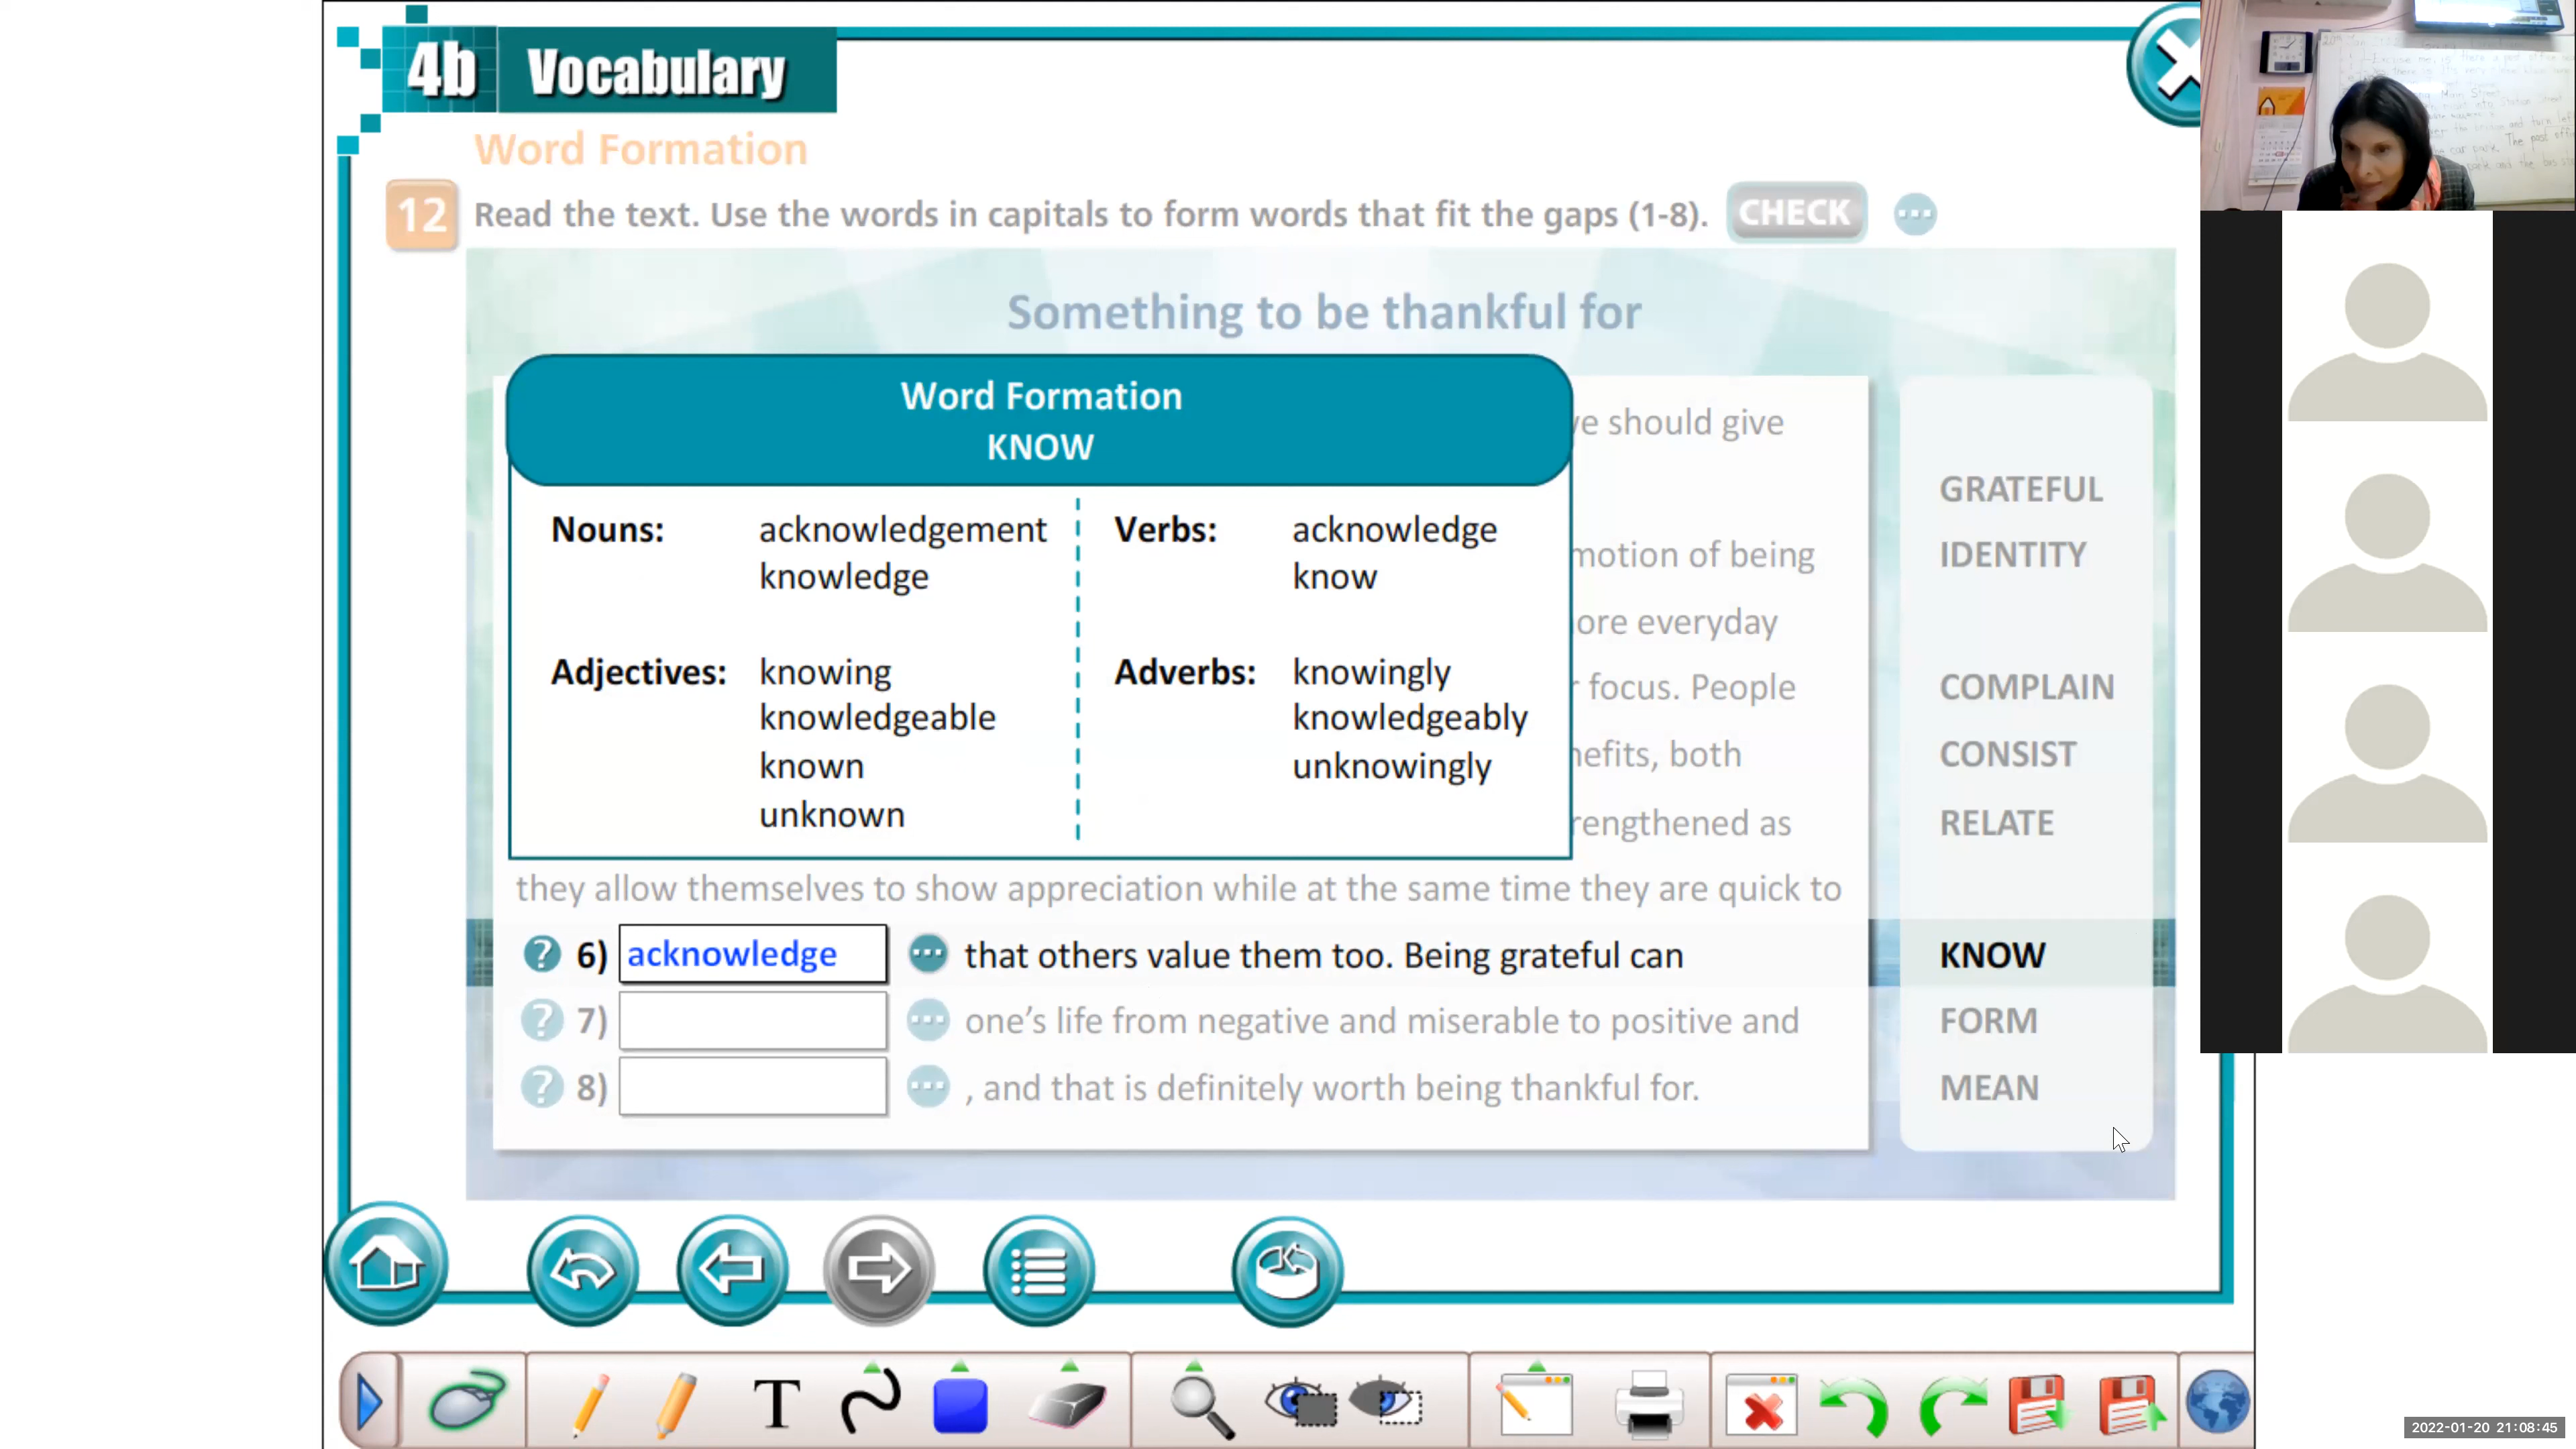 4b Vocabulary
Word Formation
12 Read the text. Use the words in capitals to form words that fit the gaps (1-8). CHECK
Something to be thankful for
Word Formation
KNOW
Nouns: acknowledgement
knowledge
Adjectives: knowing
knowledgeable
known
unknown
Verbs: acknowledge
know
Adverbs: knowingly
knowledgeably
unknowingly
should give
GRATEFUL
of being
IDENTITY
everyday
focus. People
COMPLAIN
both
CONSIST
as
RELATE
they allow themselves to show appreciation while at the same time they are quick to
? 6) acknowledge that others value them too. Being grateful can KNOW
? 7) one's life from negative and miserable to positive and FORM
? 8) , and that is definitely worth being thankful for. MEAN
T
2022-01-20 21:08:45